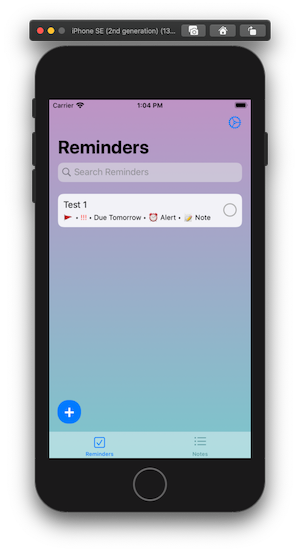 iPhone SE (2nd generation) (13...
Carrier 1:04 PM
Reminders
Search Reminders
Test 1
🚩 • !!! • Due Tomorrow • ⏰ Alert • 📝 Note
Reminders
Notes